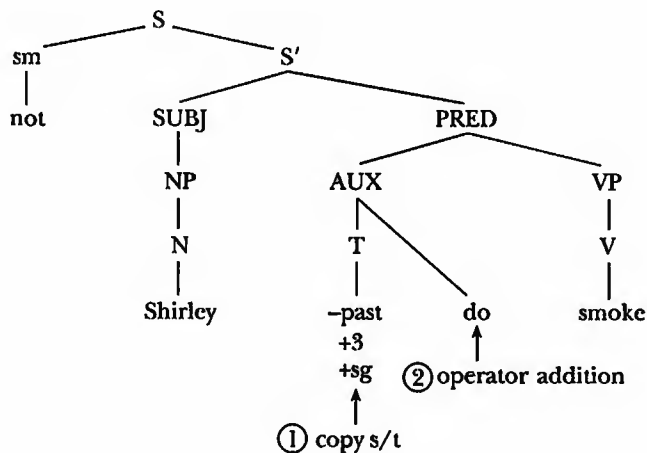 S
sm S′
not SUBJ PRED
NP AUX VP
N T V
Shirley –past do smoke
+3
+sg ② operator addition
① copy s/t